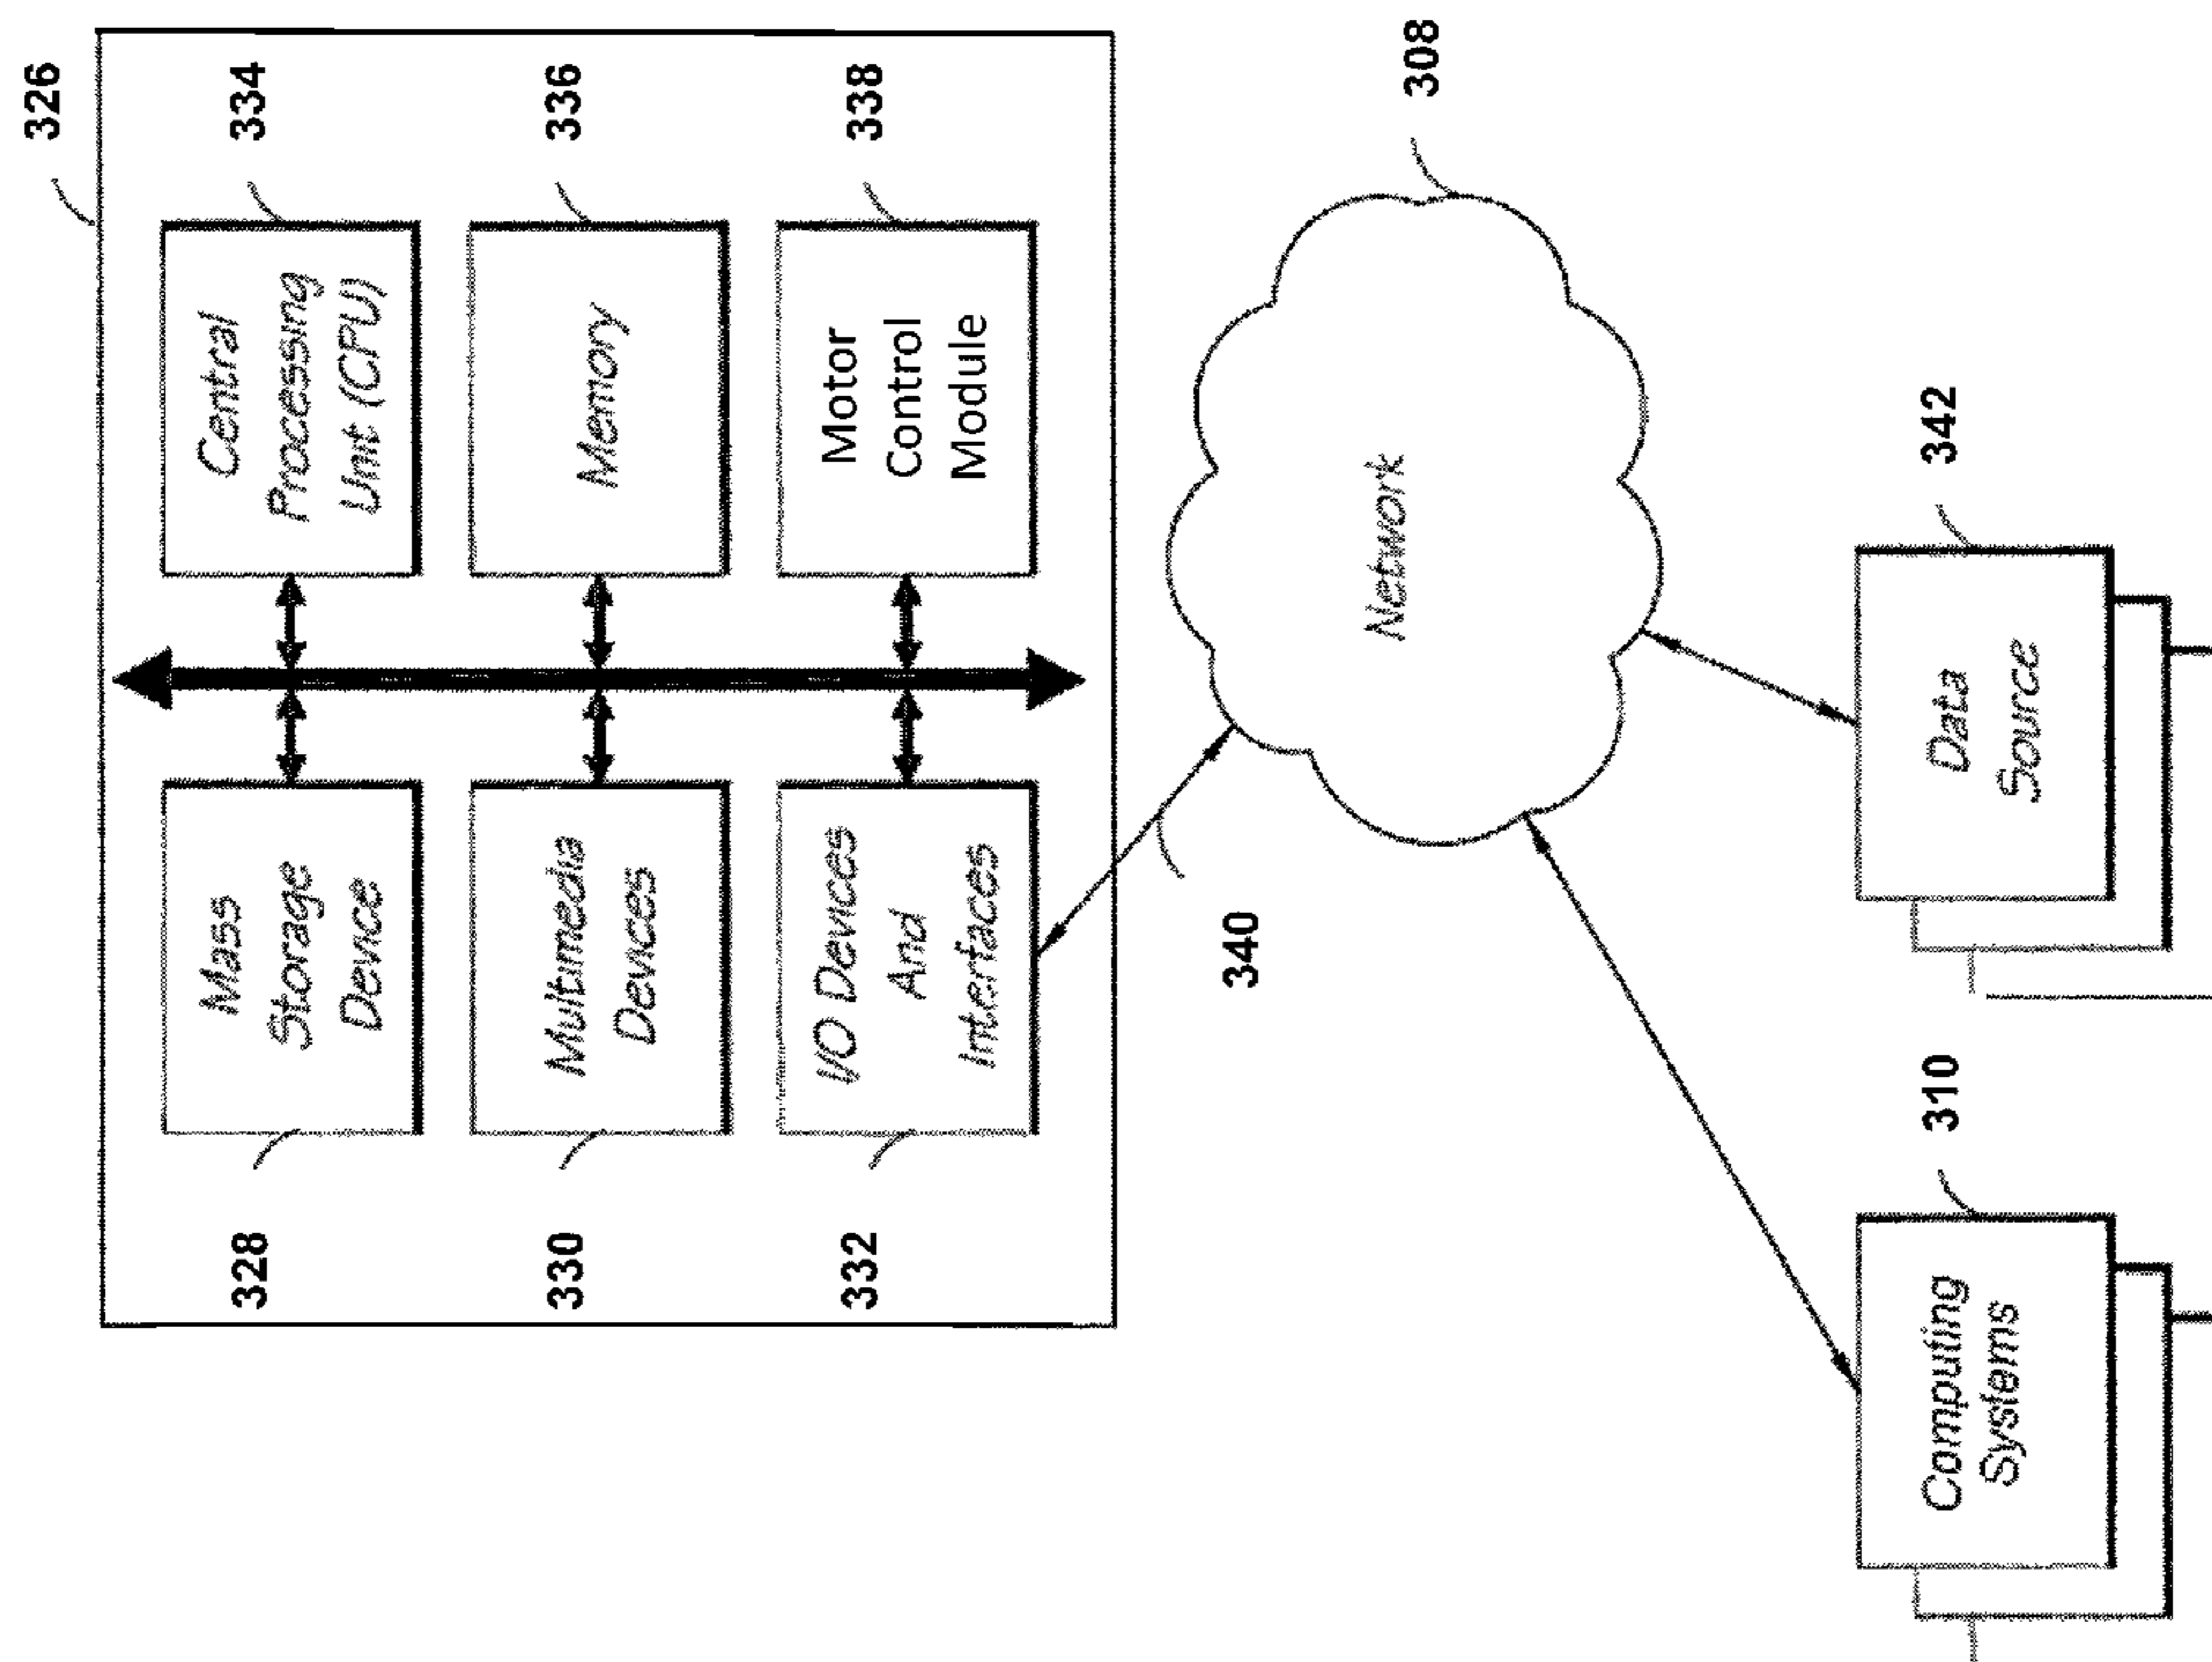 326
328
Mass
Storage
Device
Central
Processing
Unit (CPU)
334
330
Multimedia
Devices
Memory
336
332
I/O Devices
And
Interfaces
Motor
Control
Module
338
340
Network
308
310
Computing
Systems
342
Data
Source